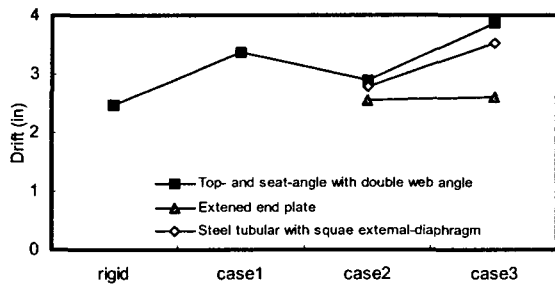 4
3
2
1
0
Drift (in)
Top- and seat-angle with double web angle
Extened end plate
Steel tubular with squae external-diaphragm
rigid case1 case2 case3